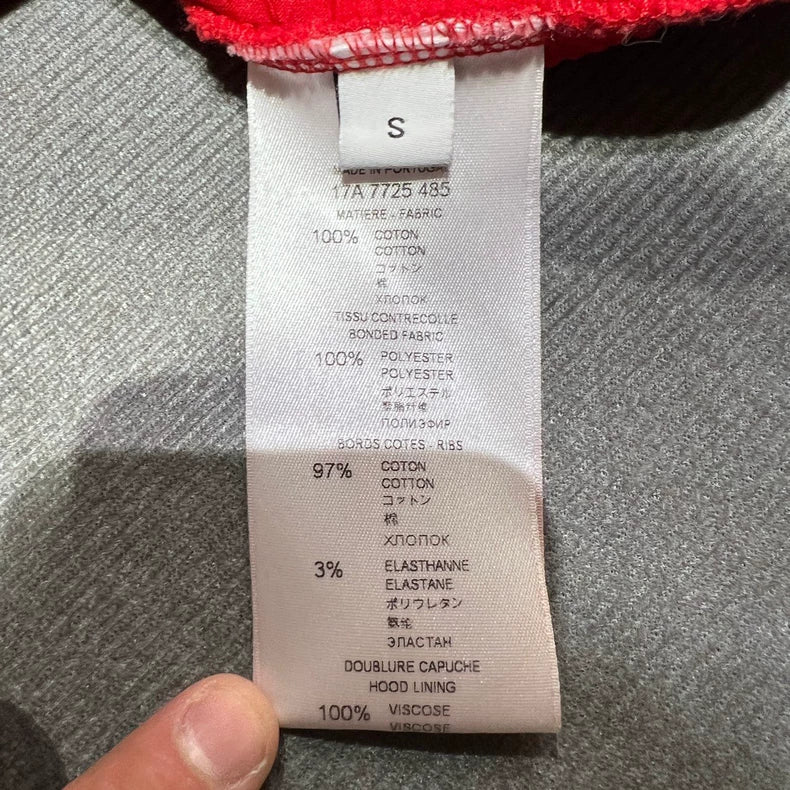 S
MADE IN PORTUGAL
17A 7725 485
MATIERE - FABRIC
100% COTON
COTTON
コットン
棉
ХЛОПОК
TISSU CONTRECOLLE
BONDED FABRIC
100% POLYESTER
POLYESTER
ポリエステル
聚脂纤维
ПОЛИЭФИР
BORDS COTES - RIBS
97% COTON
COTTON
コットン
棉
ХЛОПОК
3% ELASTHANNE
ELASTANE
ポリウレタン
氨纶
ЭЛАСТАН
DOUBLURE CAPUCHE
HOOD LINING
100% VISCOSE
VISCOSE